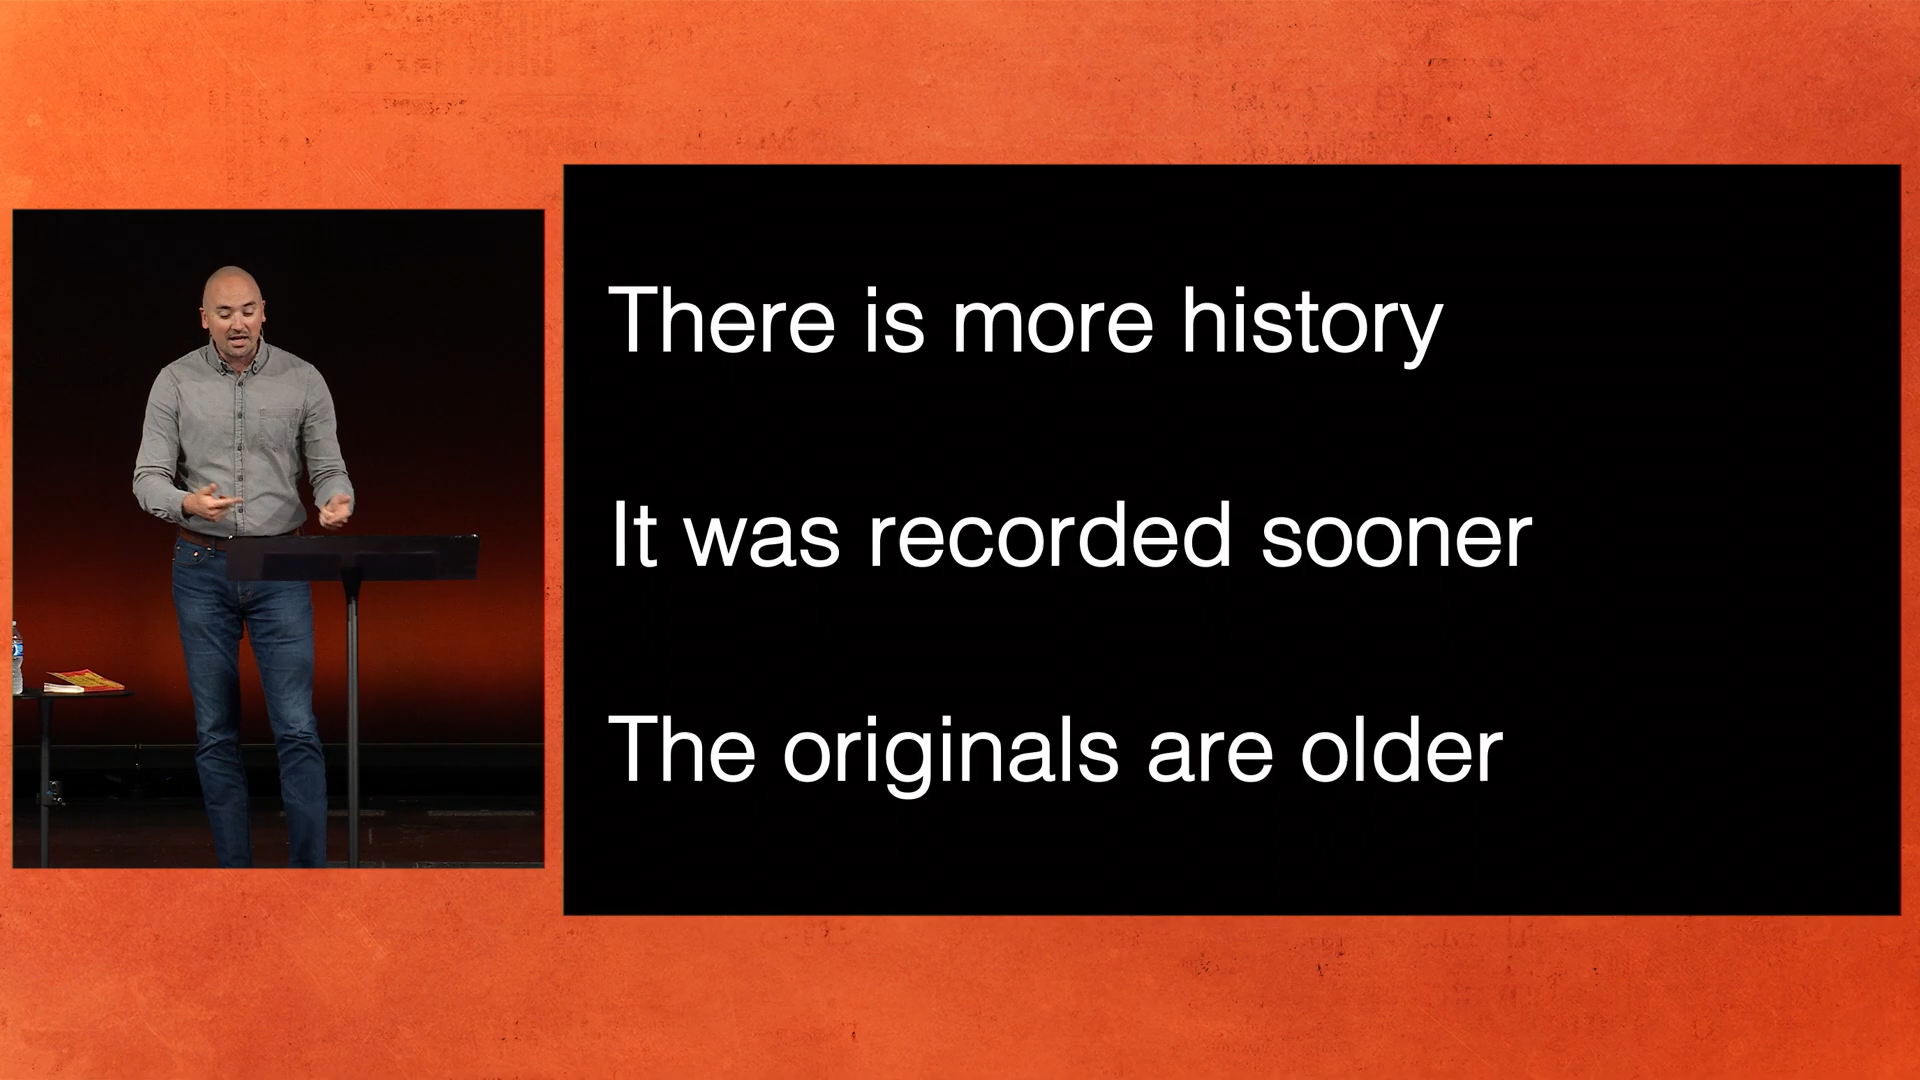 There is more history
It was recorded sooner
The originals are older